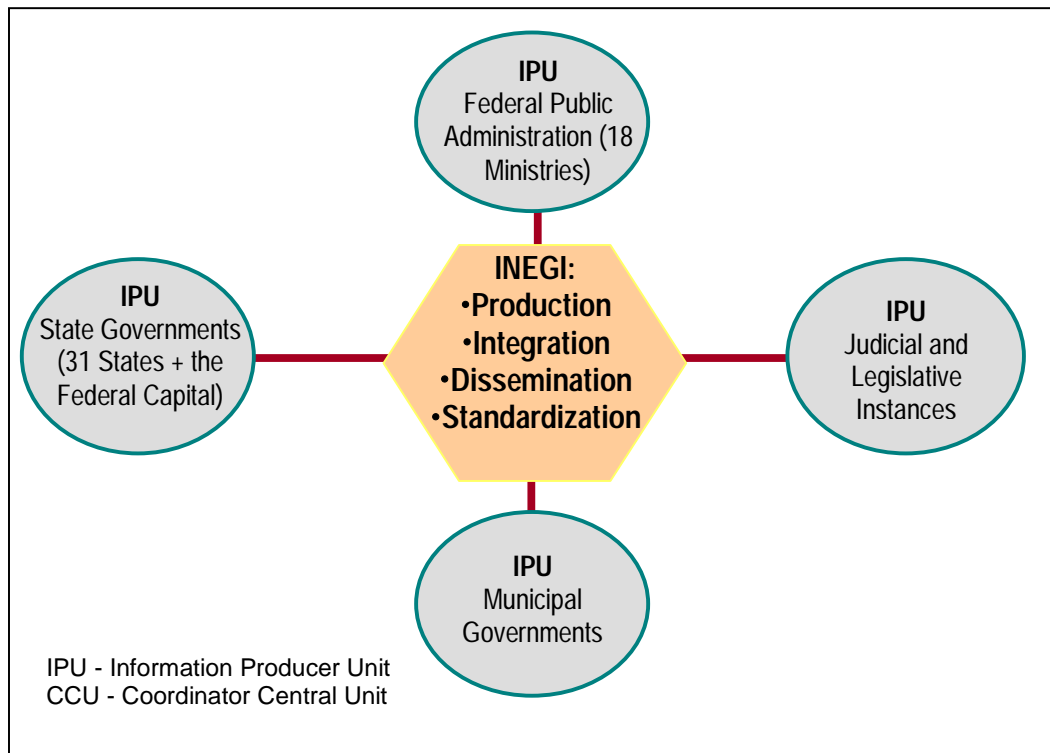 IPU
Federal Public
Administration (18
Ministries)
IPU
State Governments
(31 States + the
Federal Capital)
INEGI:
•Production
•Integration
•Dissemination
•Standardization
IPU
Judicial and
Legislative
Instances
IPU
Municipal
Governments
IPU - Information Producer Unit
CCU - Coordinator Central Unit